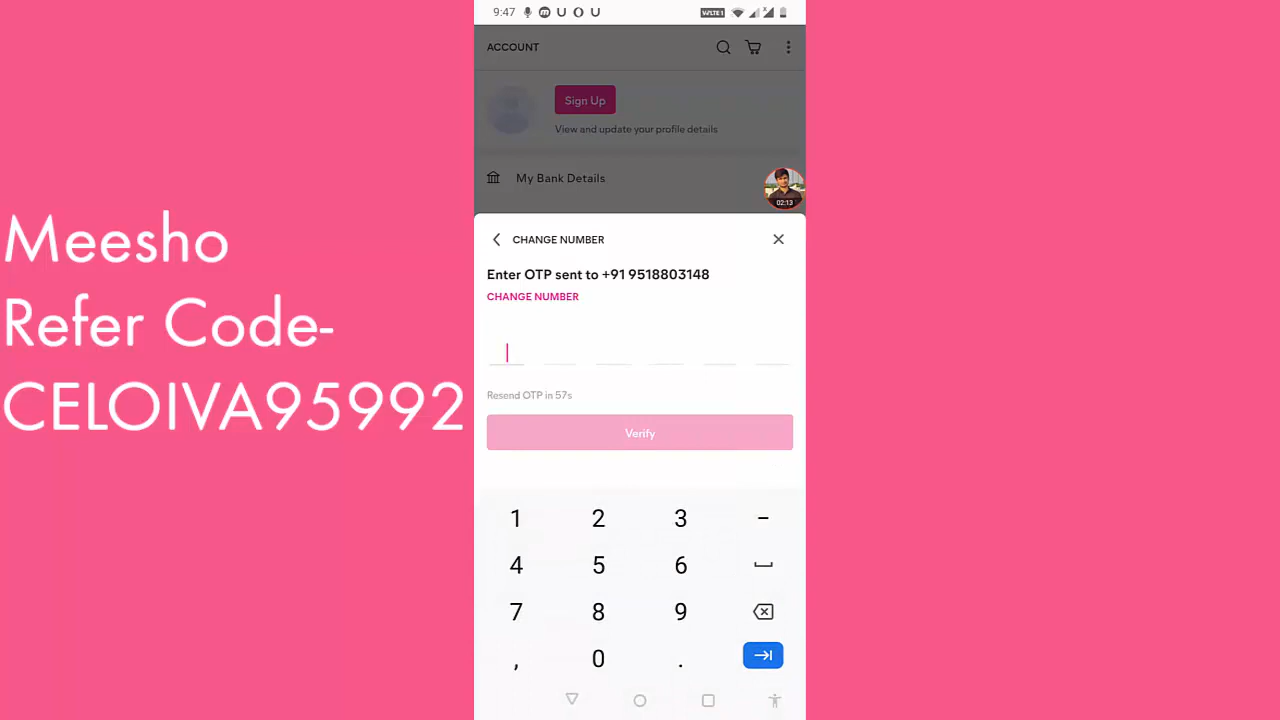 9:47
VoLTE1
ACCOUNT
Sign Up
View and update your profile details
My Bank Details
02:13
CHANGE NUMBER
Enter OTP sent to +91 9518803148
CHANGE NUMBER
Resend OTP in 57s
Verify
1 2 3 -
4 5 6
7 8 9
, 0 .
Meesho
Refer Code-
CELOIVA95992